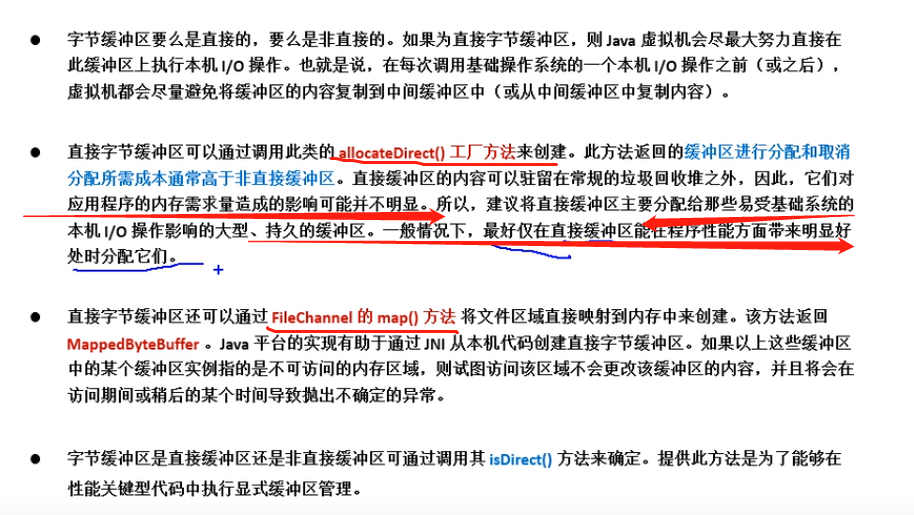 ● 字节缓冲区要么是直接的，要么是非直接的。如果为直接字节缓冲区，则 Java 虚拟机会尽最大努力直接在
此缓冲区上执行本机 I/O 操作。也就是说，在每次调用基础操作系统的一个本机 I/O 操作之前（或之后），
虚拟机都会尽量避免将缓冲区的内容复制到中间缓冲区中（或从中间缓冲区中复制内容）。
● 直接字节缓冲区可以通过调用此类的 allocateDirect() 工厂方法来创建。此方法返回的缓冲区进行分配和取消
分配所需成本通常高于非直接缓冲区。直接缓冲区的内容可以驻留在常规的垃圾回收堆之外，因此，它们对
应用程序的内存需求量造成的影响可能并不明显。所以，建议将直接缓冲区主要分配给那些易受基础系统的
本机 I/O 操作影响的大型、持久的缓冲区。一般情况下，最好仅在直接缓冲区能在程序性能方面带来明显好
处时分配它们。
● 直接字节缓冲区还可以通过 FileChannel 的 map() 方法 将文件区域直接映射到内存中来创建。该方法返回
MappedByteBuffer 。Java 平台的实现有助于通过 JNI 从本机代码创建直接字节缓冲区。如果以上这些缓冲区
中的某个缓冲区实例指的是不可访问的内存区域，则试图访问该区域不会更改该缓冲区的内容，并且将会在
访问期间或稍后的某个时间导致抛出不确定的异常。
● 字节缓冲区是直接缓冲区还是非直接缓冲区可通过调用其 isDirect() 方法来确定。提供此方法是为了能够在
性能关键型代码中执行显式缓冲区管理。